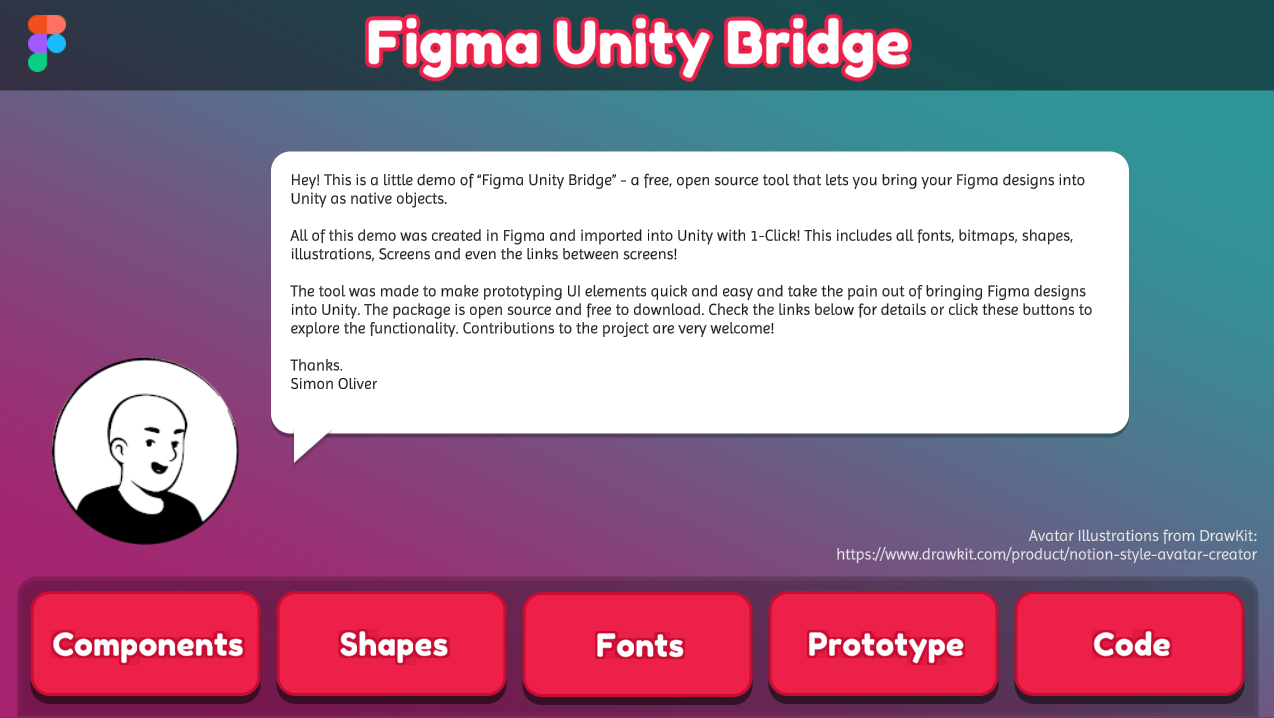 Figma Unity Bridge
Hey! This is a little demo of “Figma Unity Bridge” - a free, open source tool that lets you bring your Figma designs into
Unity as native objects.
All of this demo was created in Figma and imported into Unity with 1-Click! This includes all fonts, bitmaps, shapes,
illustrations, Screens and even the links between screens!
The tool was made to make prototyping UI elements quick and easy and take the pain out of bringing Figma designs
into Unity. The package is open source and free to download. Check the links below for details or click these buttons to
explore the functionality. Contributions to the project are very welcome!
Thanks.
Simon Oliver
Avatar Illustrations from DrawKit:
https://www.drawkit.com/product/notion-style-avatar-creator
Components
Shapes
Fonts
Prototype
Code